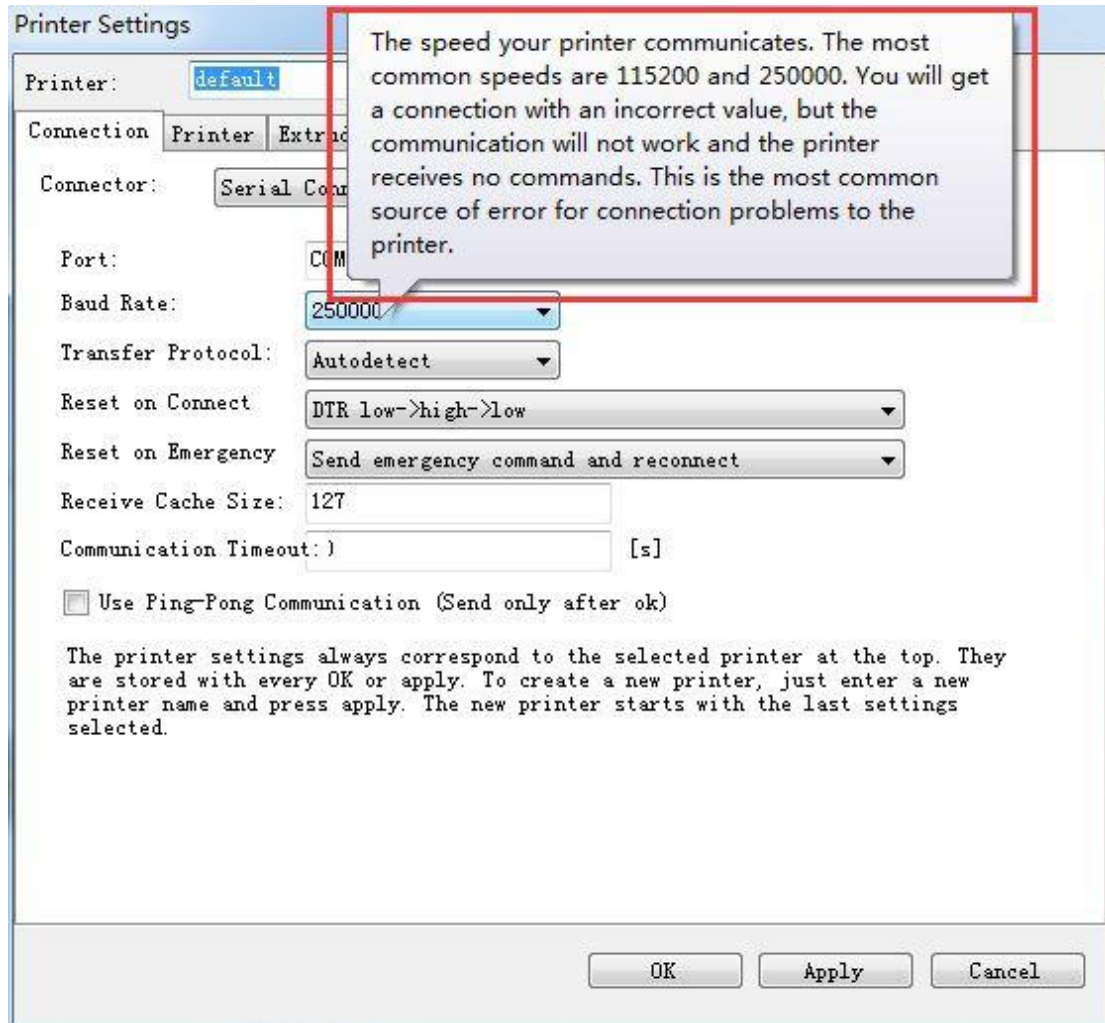 Printer Settings
The speed your printer communicates. The most
common speeds are 115200 and 250000. You will get
a connection with an incorrect value, but the
communication will not work and the printer
receives no commands. This is the most common
source of error for connection problems to the
printer.
Printer: default
Connection Printer
Connector: Serial
Port: COM
Baud Rate: 250000
Transfer Protocol: Autodetect
Reset on Connect DTR low->high->low
Reset on Emergency Send emergency command and reconnect
Receive Cache Size: 127
Communication Timeout: ) [s]
Use Ping-Pong Communication (Send only after ok)
The printer settings always correspond to the selected printer at the top. They
are stored with every OK or apply. To create a new printer, just enter a new
printer name and press apply. The new printer starts with the last settings
selected.
OK Apply Cancel